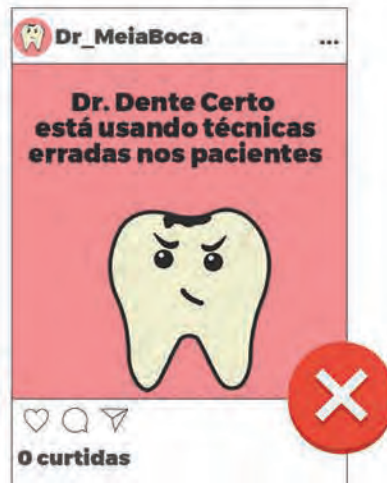 Dr_MeiaBoca
...
Dr. Dente Certo
está usando técnicas
erradas nos pacientes
0 curtidas